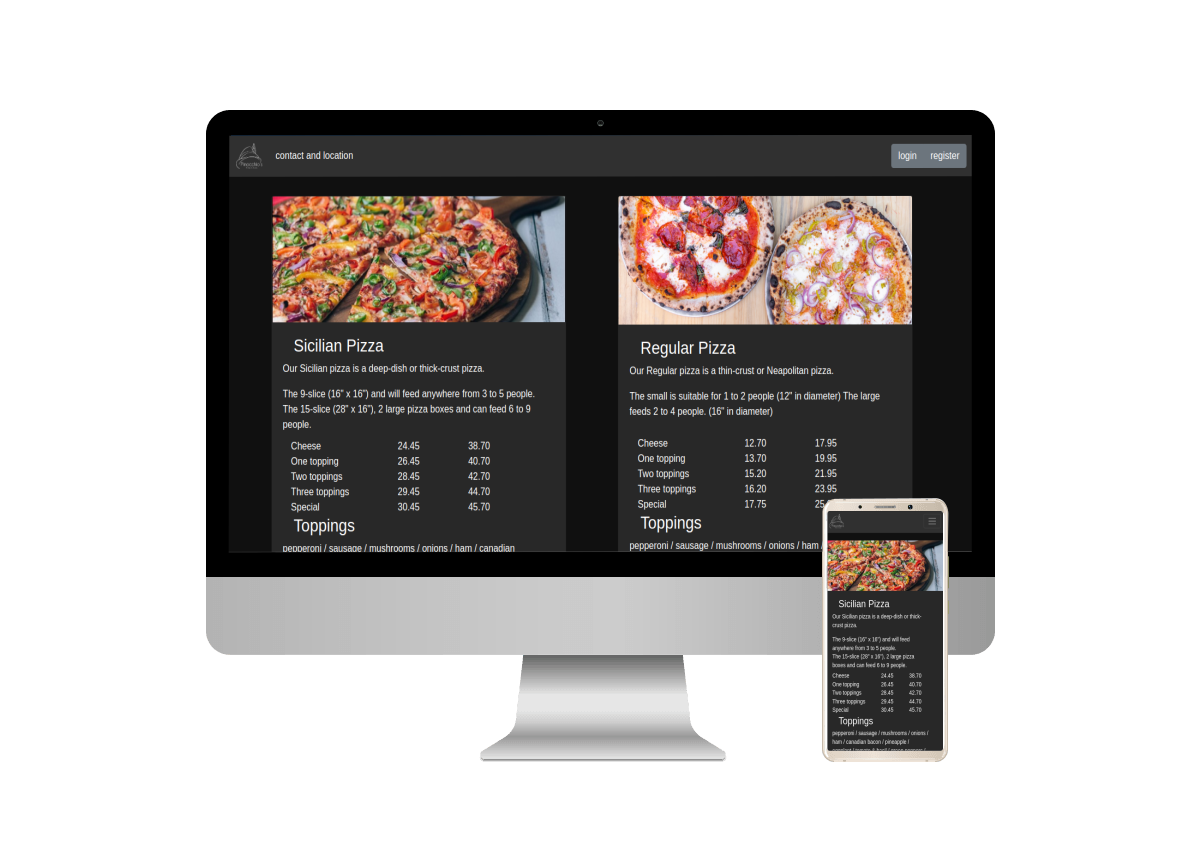 contact and location
login register
Sicilian Pizza
Our Sicilian pizza is a deep-dish or thick-crust pizza.
The 9-slice (16" x 16") and will feed anywhere from 3 to 5 people.
The 15-slice (28" x 16"), 2 large pizza boxes and can feed 6 to 9
people.
Cheese 24.45 38.70
One topping 26.45 40.70
Two toppings 28.45 42.70
Three toppings 29.45 44.70
Special 30.45 45.70
Toppings
pepperoni / sausage / mushrooms / onions / ham / canadian
Regular Pizza
Our Regular pizza is a thin-crust or Neapolitan pizza.
The small is suitable for 1 to 2 people (12" in diameter) The large
feeds 2 to 4 people. (16" in diameter)
Cheese 12.70 17.95
One topping 13.70 19.95
Two toppings 15.20 21.95
Three toppings 16.20 23.95
Special 17.75
Toppings
pepperoni / sausage / mushrooms / onions / ham /
Sicilian Pizza
Our Sicilian pizza is a deep-dish or thick-
crust pizza.
The 9-slice (16" x 16") and will feed
anywhere from 3 to 5 people.
The 15-slice (28" x 16"), 2 large pizza
boxes and can feed 6 to 9 people.
Cheese 24.45 38.70
One topping 26.45 40.70
Two toppings 28.45 42.70
Three toppings 29.45 44.70
Special 30.45 45.70
Toppings
pepperoni / sausage / mushrooms / onions /
ham / canadian bacon / pineapple /